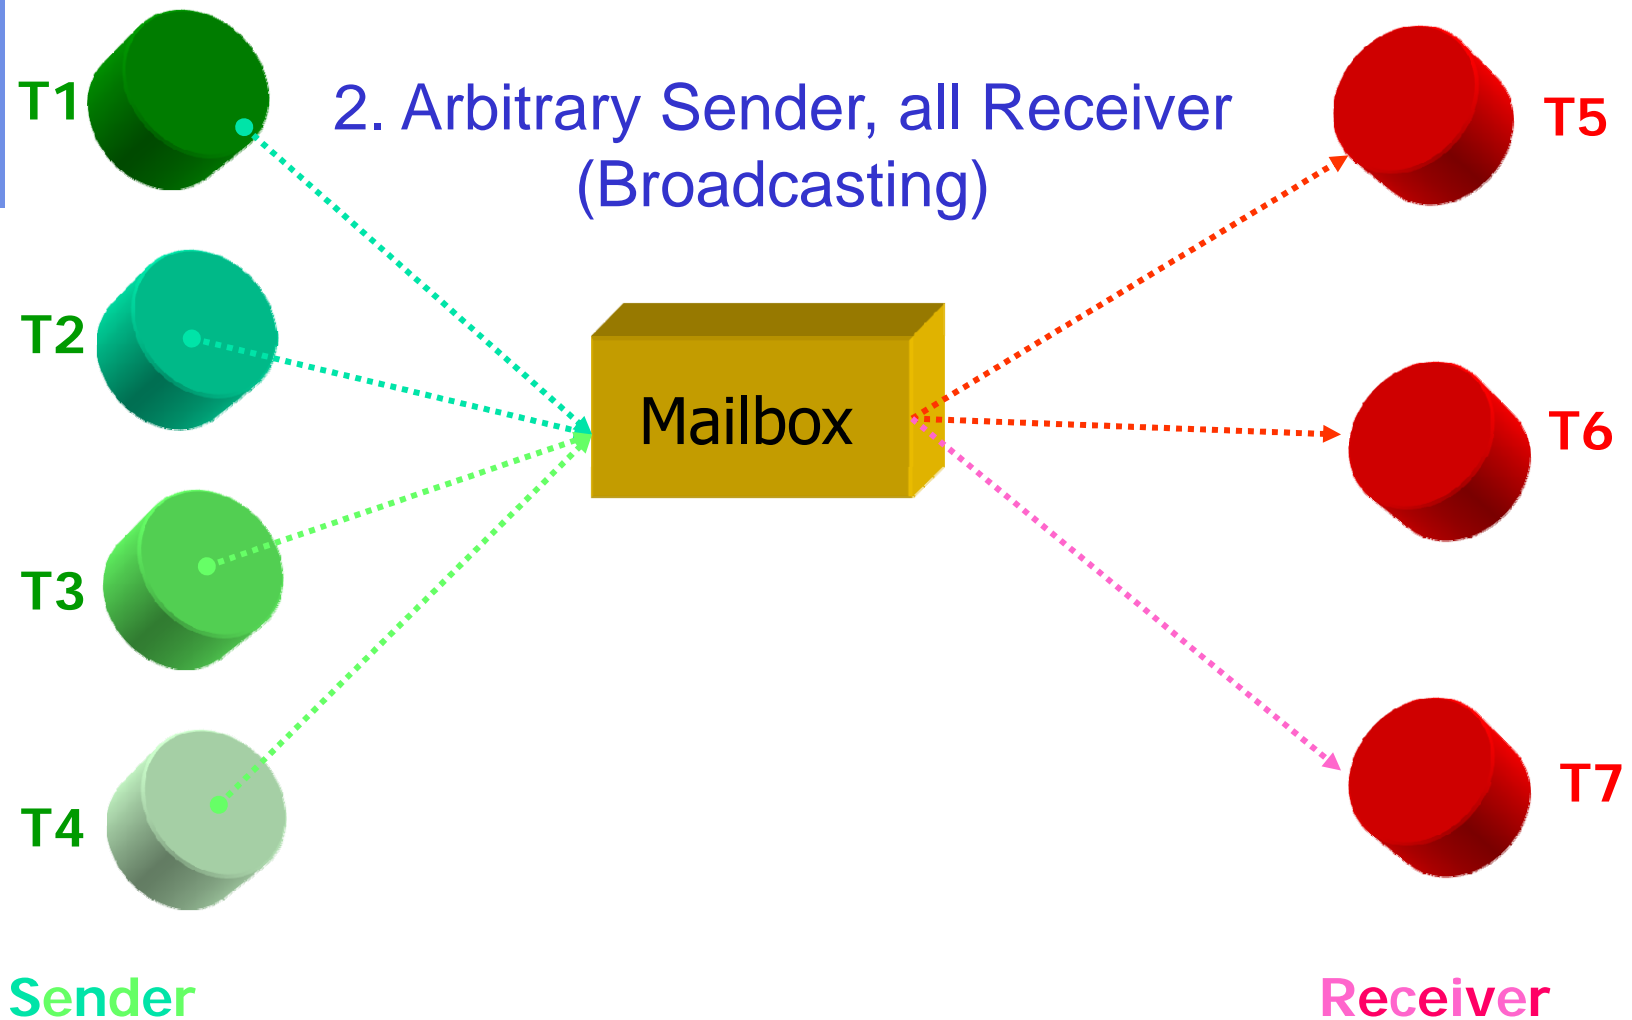 T1
2. Arbitrary Sender, all Receiver
(Broadcasting)
T5
T2
Mailbox
T6
T3
T7
T4
Sender
Receiver